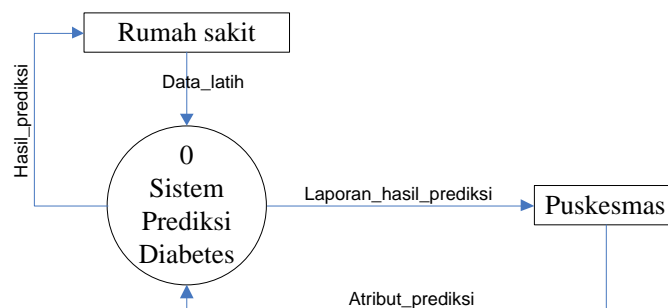 Rumah sakit
Data_latih
Hasil_prediksi
0
Sistem
Prediksi
Diabetes
Laporan_hasil_prediksi
Puskesmas
Atribut_prediksi